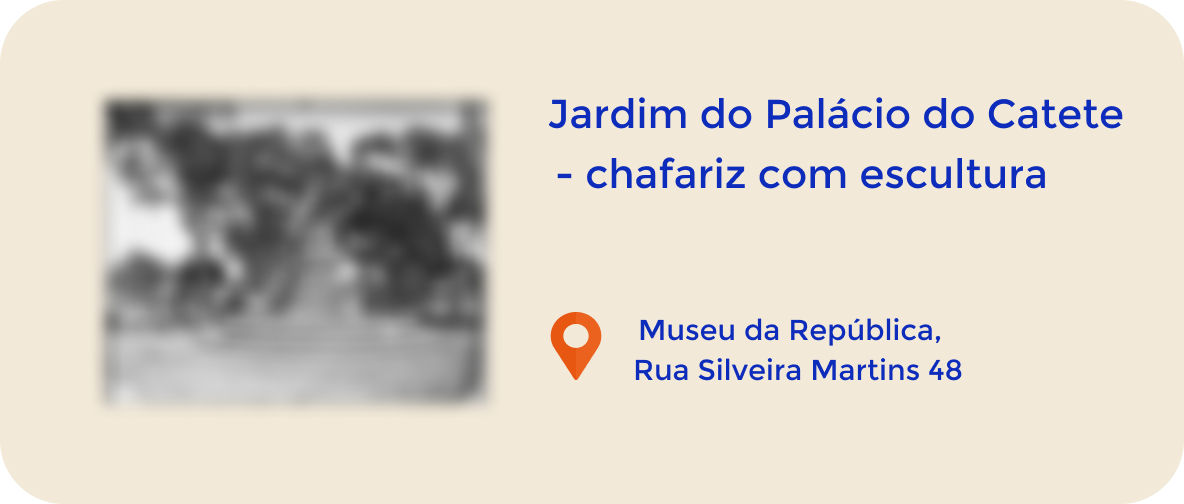 Jardim do Palácio do Catete
- chafariz com escultura
Museu da República,
Rua Silveira Martins 48